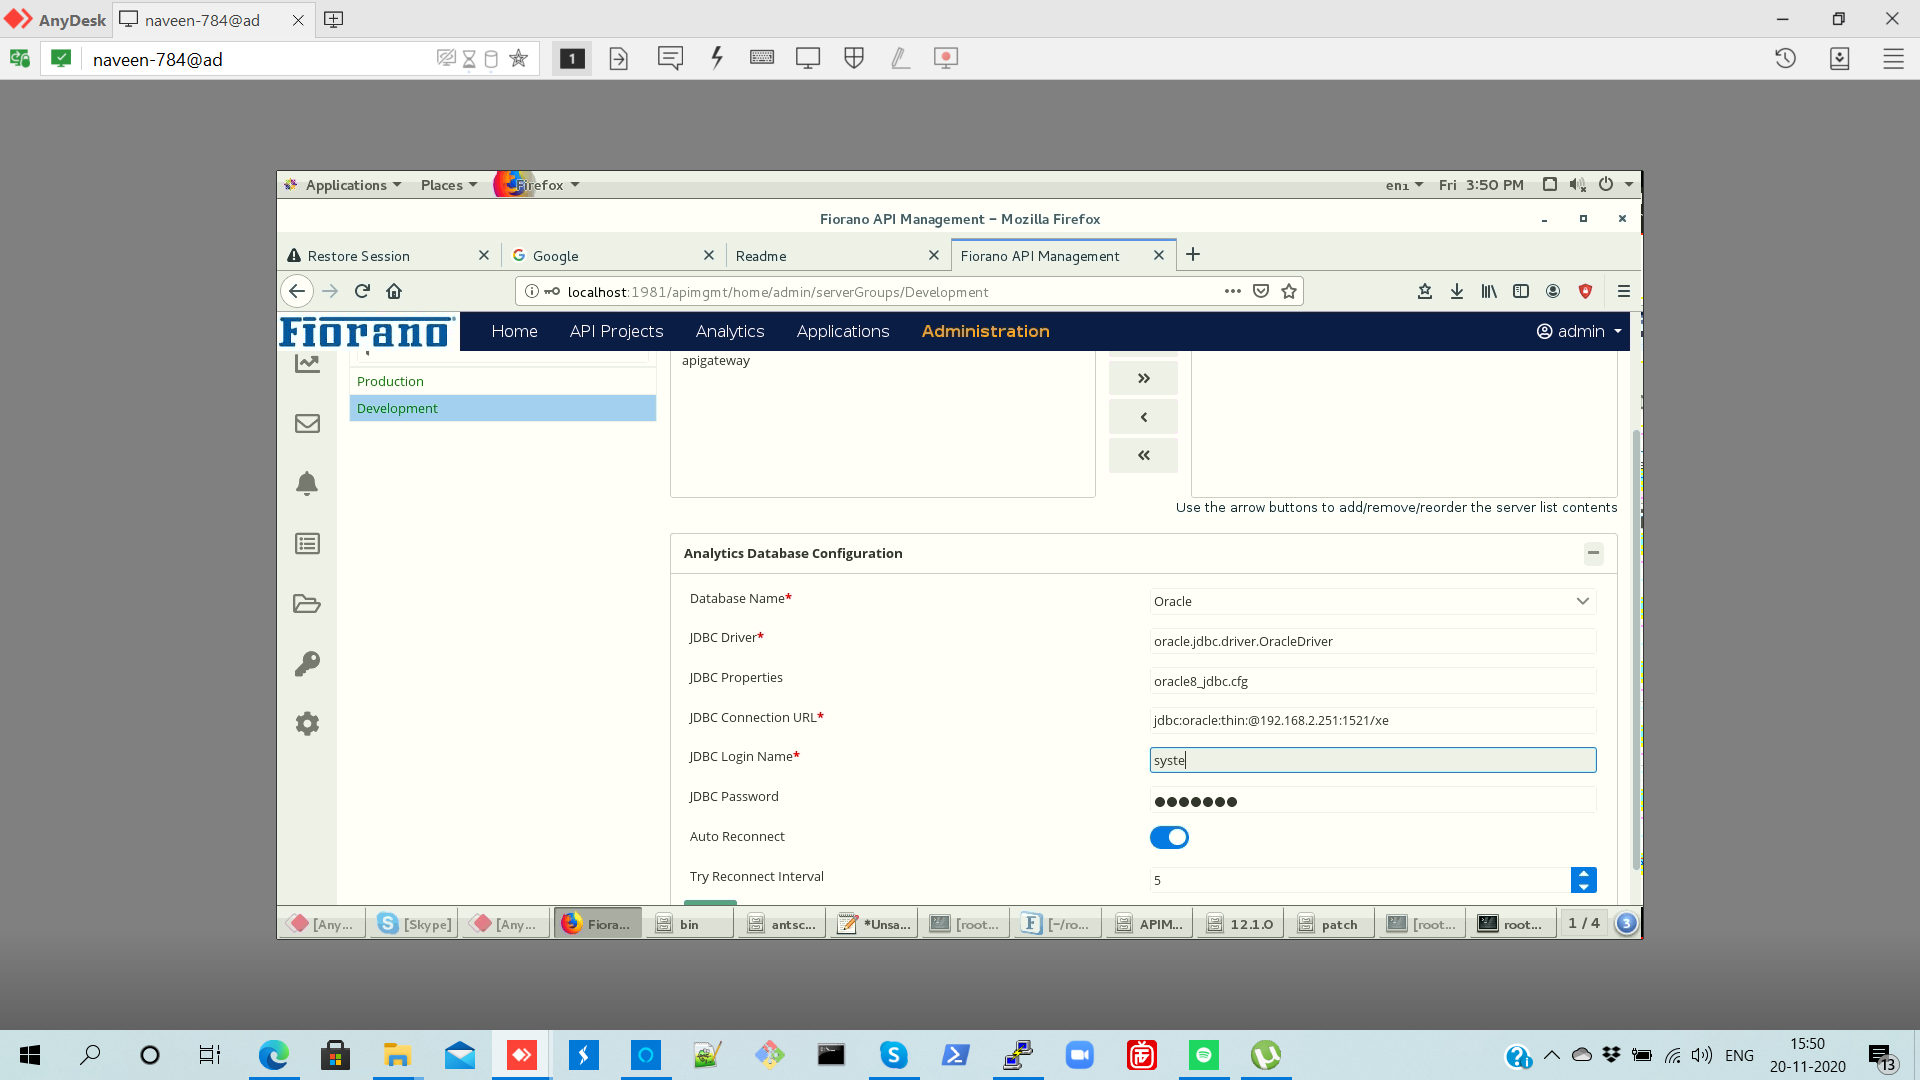 AnyDesk
naveen-784@ad
naveen-784@ad
1
Applications
Places
Firefox
en1
Fri 3:50 PM
Fiorano API Management - Mozilla Firefox
Restore Session
Google
Readme
Fiorano API Management
localhost:1981/apimgmt/home/admin/serverGroups/Development
Fiorano
Home
API Projects
Analytics
Applications
Administration
admin
apigateway
Production
Development
Use the arrow buttons to add/remove/reorder the server list contents
Analytics Database Configuration
Database Name*
Oracle
JDBC Driver*
oracle.jdbc.driver.OracleDriver
JDBC Properties
oracle8_jdbc.cfg
JDBC Connection URL*
jdbc:oracle:thin:@192.168.2.251:1521/xe
JDBC Login Name*
syste
JDBC Password
Auto Reconnect
Try Reconnect Interval
5
[Any...
[Skype]
[Any...
Fiora...
bin
antsc...
*Unsa...
[root...
[~/ro...
APIM...
12.1.0
patch
[root...
root...
1 / 4
3
ENG
15:50
20-11-2020
13